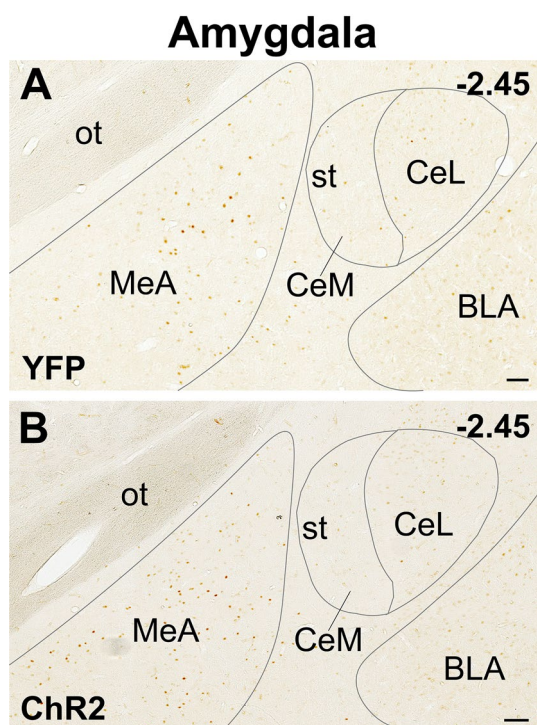 Amygdala
A
-2.45
ot
st
CeL
MeA
CeM
BLA
YFP
B
-2.45
ot
st
CeL
MeA
CeM
BLA
ChR2